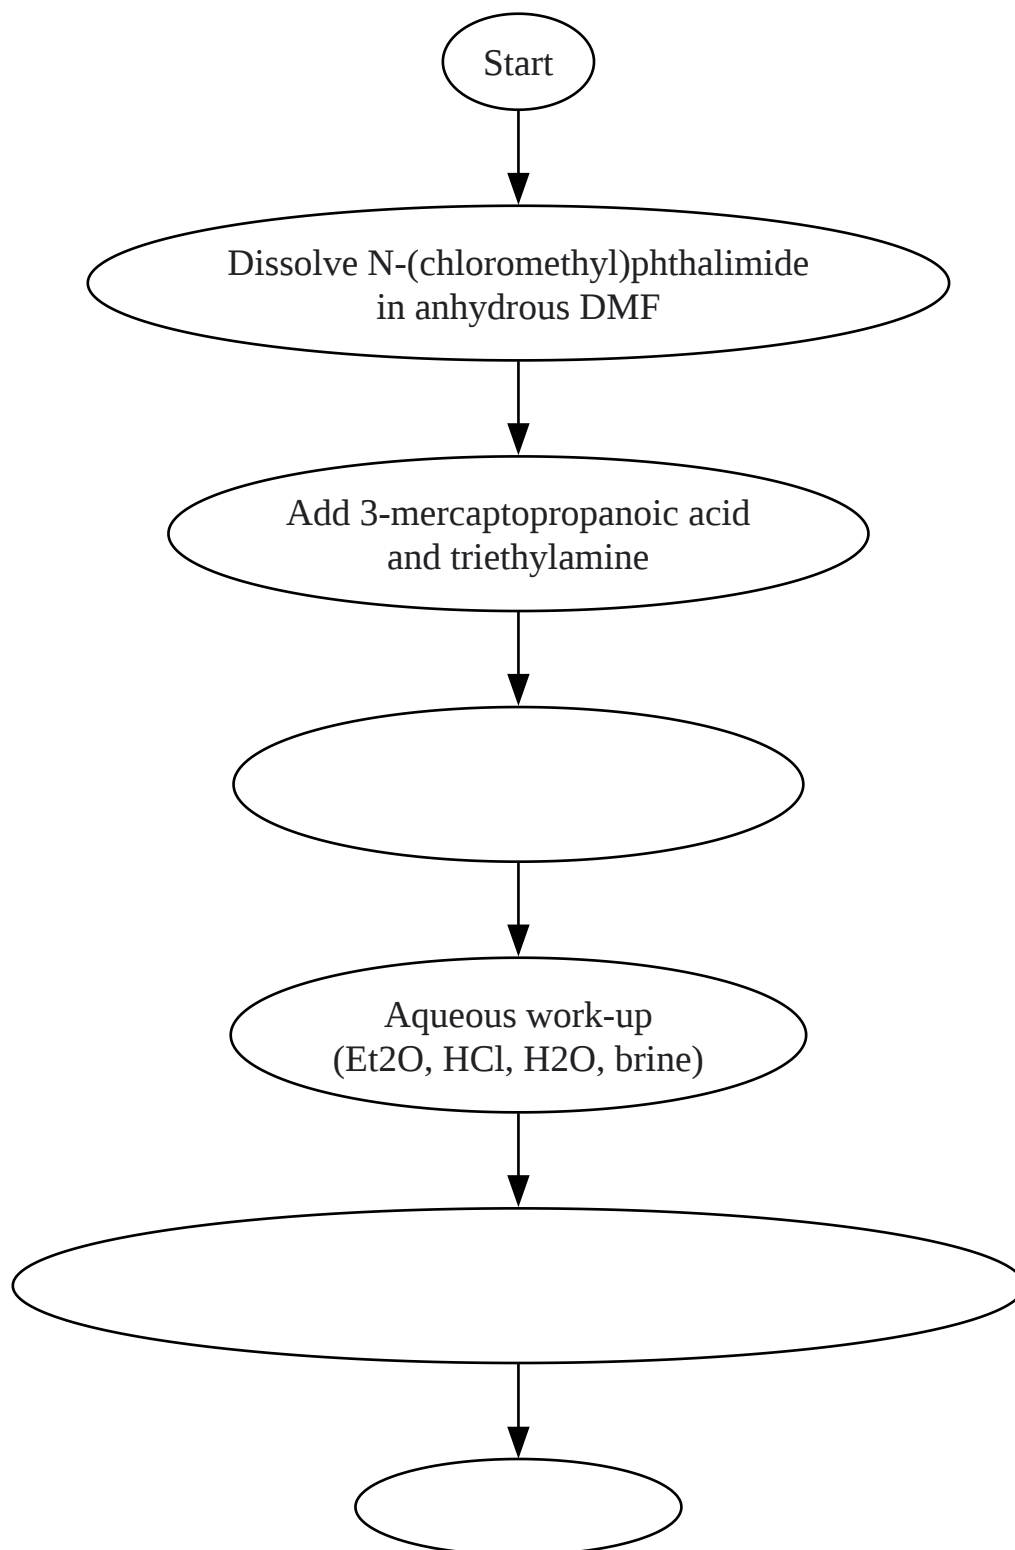 Start
Dissolve N-(chloromethyl)phthalimide
in anhydrous DMF
Add 3-mercaptopropanoic acid
and triethylamine
Aqueous work-up
(Et2O, HCl, H2O, brine)